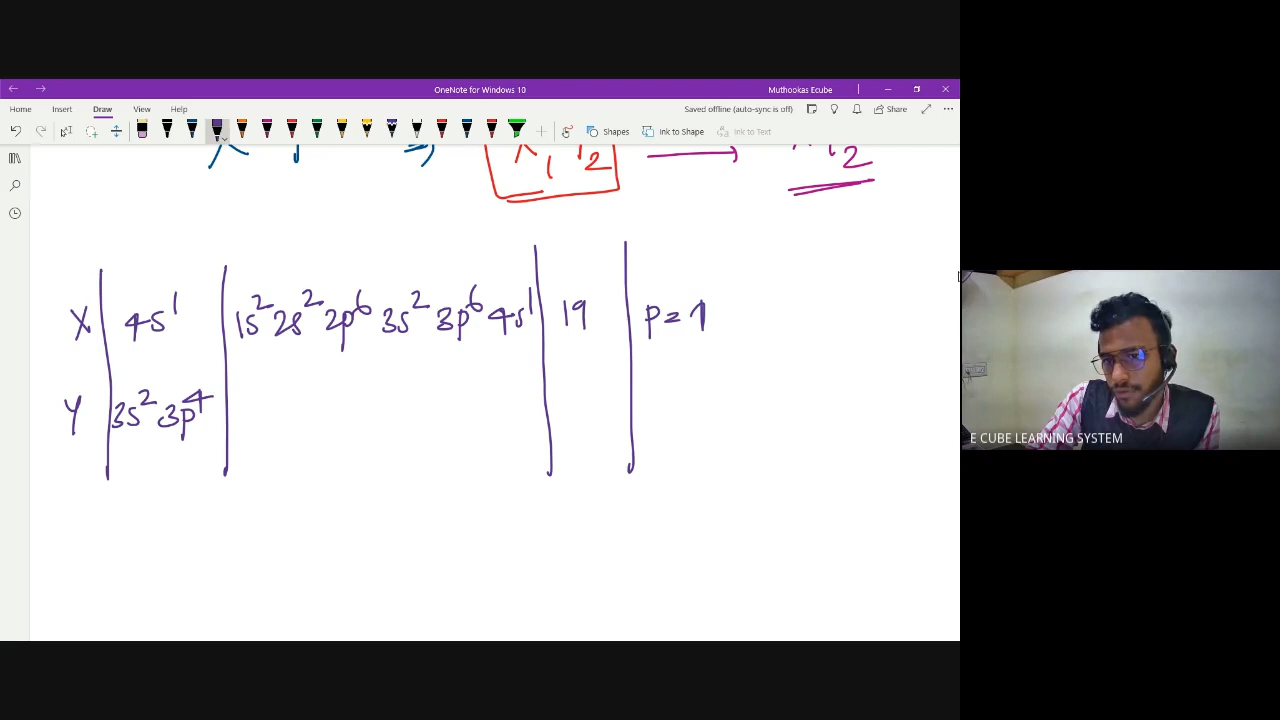 OneNote for Windows 10
Muthookas Ecube
Home Insert Draw View Help
Saved offline (auto-sync is off)
Share
Shapes
Ink to Shape
Ink to Text
X 4s¹ 1s² 2s² 2p⁶ 3s² 3p⁶ 4s¹ 19 P = 1
Y 3s² 3p⁴
E CUBE LEARNING SYSTEM